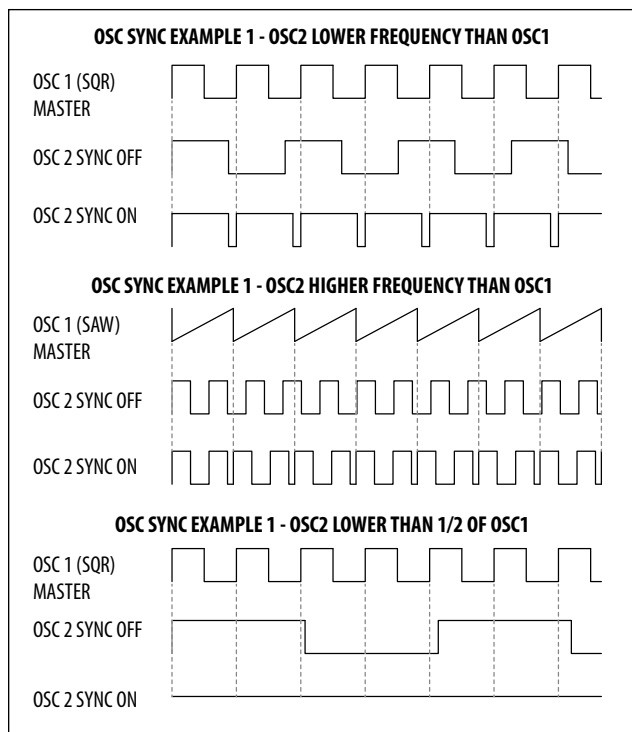 OSC SYNC EXAMPLE 1 - OSC2 LOWER FREQUENCY THAN OSC1
OSC 1 (SQR)
MASTER
OSC 2 SYNC OFF
OSC 2 SYNC ON
OSC SYNC EXAMPLE 1 - OSC2 HIGHER FREQUENCY THAN OSC1
OSC 1 (SAW)
MASTER
OSC 2 SYNC OFF
OSC 2 SYNC ON
OSC SYNC EXAMPLE 1 - OSC2 LOWER THAN 1/2 OF OSC1
OSC 1 (SQR)
MASTER
OSC 2 SYNC OFF
OSC 2 SYNC ON